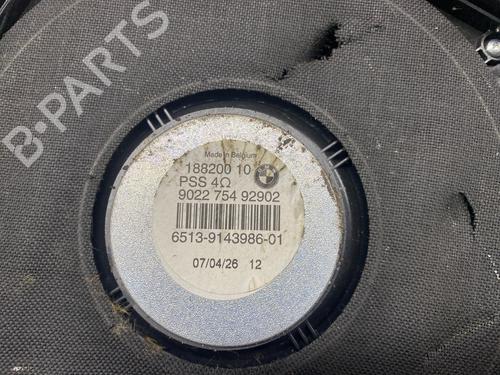 B-PARTS
Made in Belgium
188200 10
PSS 4Ω
9022 754 92902
6513-9143986-01
07/04/26 12